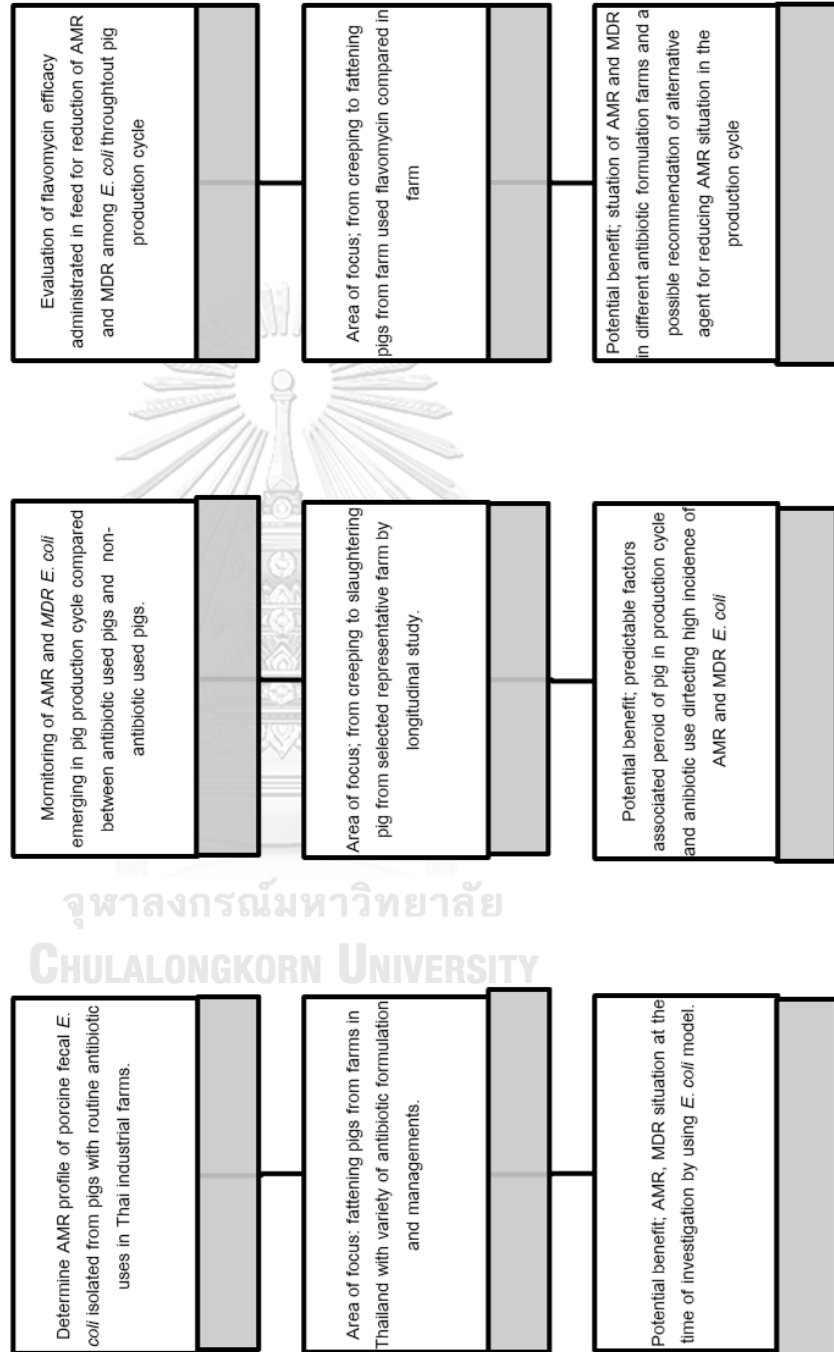 Determine AMR profile of porcine fecal E.
coli isolated from pigs with routine antibiotic
uses in Thai industrial farms.
Area of focus: fattening pigs from farms in
Thailand with variety of antibiotic formulation
and managements.
Potential benefit; AMR, MDR situation at the
time of investigation by using E. coli model.
Mornitoring of AMR and MDR E. coli
emerging in pig production cycle compared
between antibiotic used pigs and non-
antibiotic used pigs.
Area of focus; from creeping to slaughtering
pig from selected representative farm by
longitudinal study.
Potential benefit; predictable factors
associated peroid of pig in production cycle
and anibiotic use dirtecting high incidence of
AMR and MDR E. coli
Evaluation of flavomycin efficacy
administrated in feed for reduction of AMR
and MDR among E. coli throughtout pig
production cycle
Area of focus; from creeping to fattening
pigs from farm used flavomycin compared in
farm
Potential benefit; stuation of AMR and MDR
in different antibiotic formulation farms and a
possible recommendation of alternative
agent for reducing AMR situation in the
production cycle
จุฬาลงกรณ์มหาวิทยาลัย
CHULALONGKORN UNIVERSITY